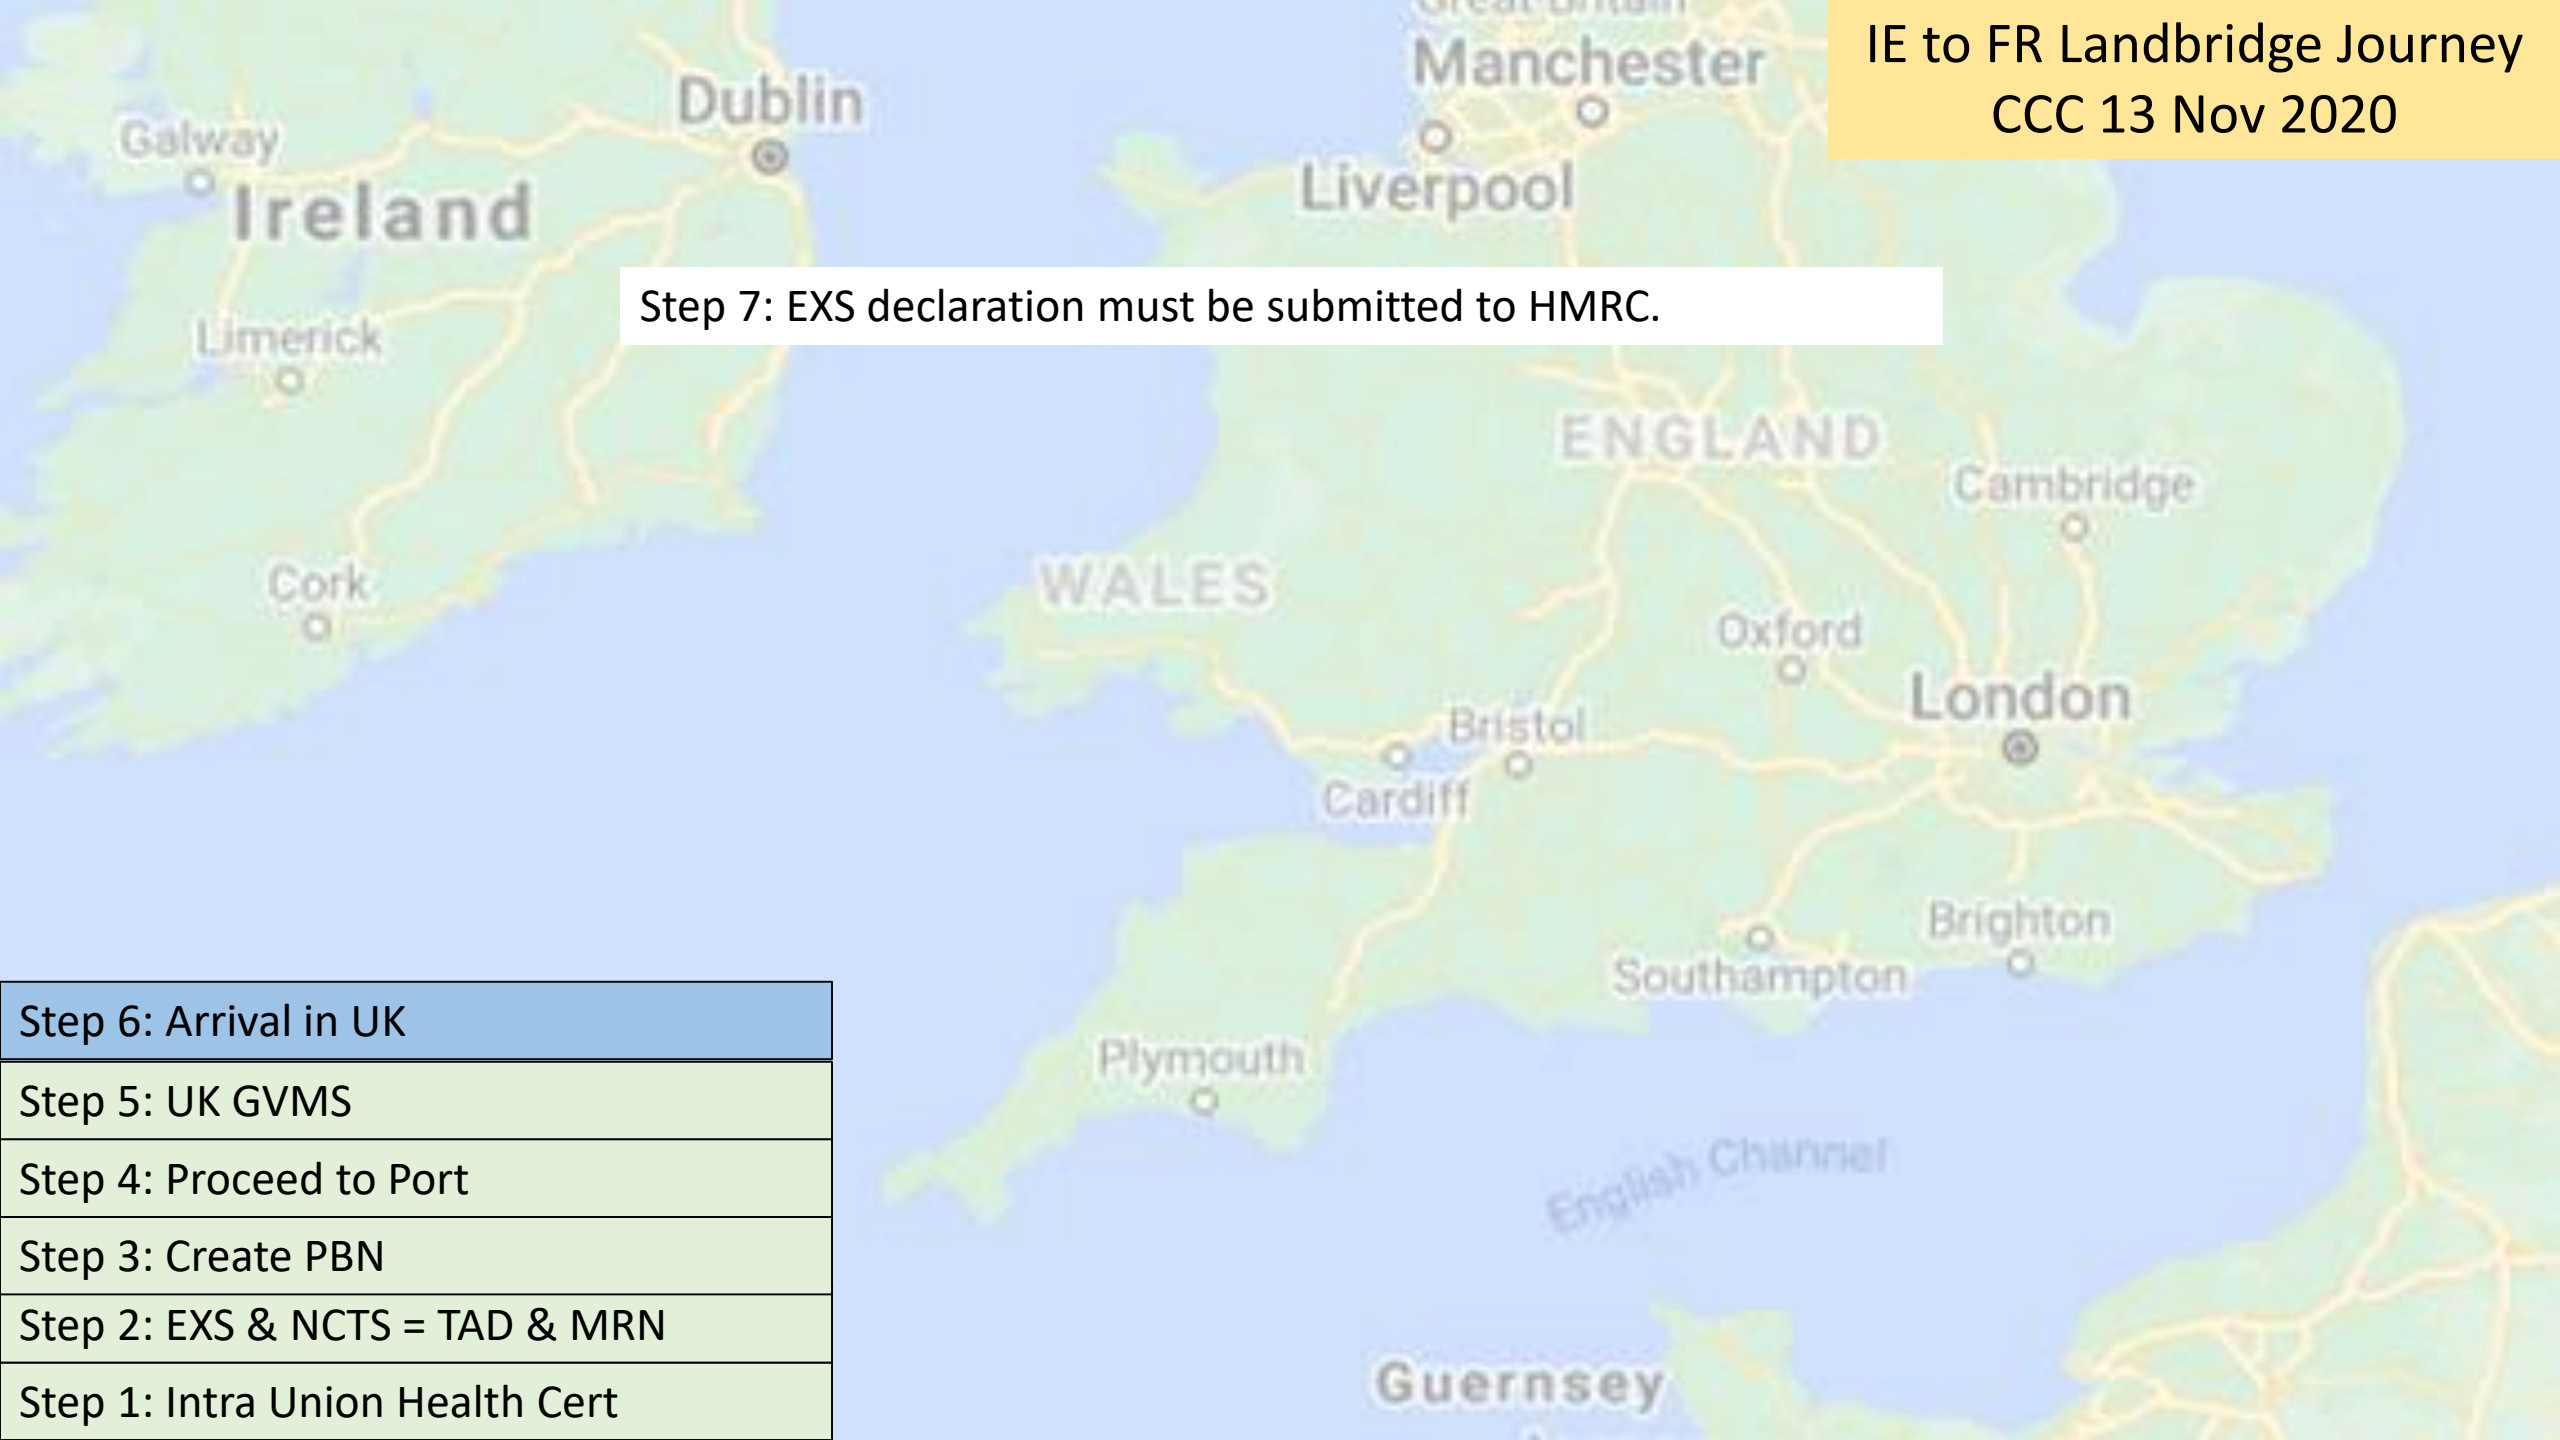 IE to FR Landbridge Journey
CCC 13 Nov 2020
Great Britain
Manchester
Dublin
Galway
Liverpool
Ireland
Step 7: EXS declaration must be submitted to HMRC.
Limerick
ENGLAND
Cambridge
WALES
Cork
Oxford
London
Bristol
Cardiff
Brighton
Southampton
Plymouth
English Channel
Guernsey
Step 6: Arrival in UK
Step 5: UK GVMS
Step 4: Proceed to Port
Step 3: Create PBN
Step 2: EXS & NCTS = TAD & MRN
Step 1: Intra Union Health Cert